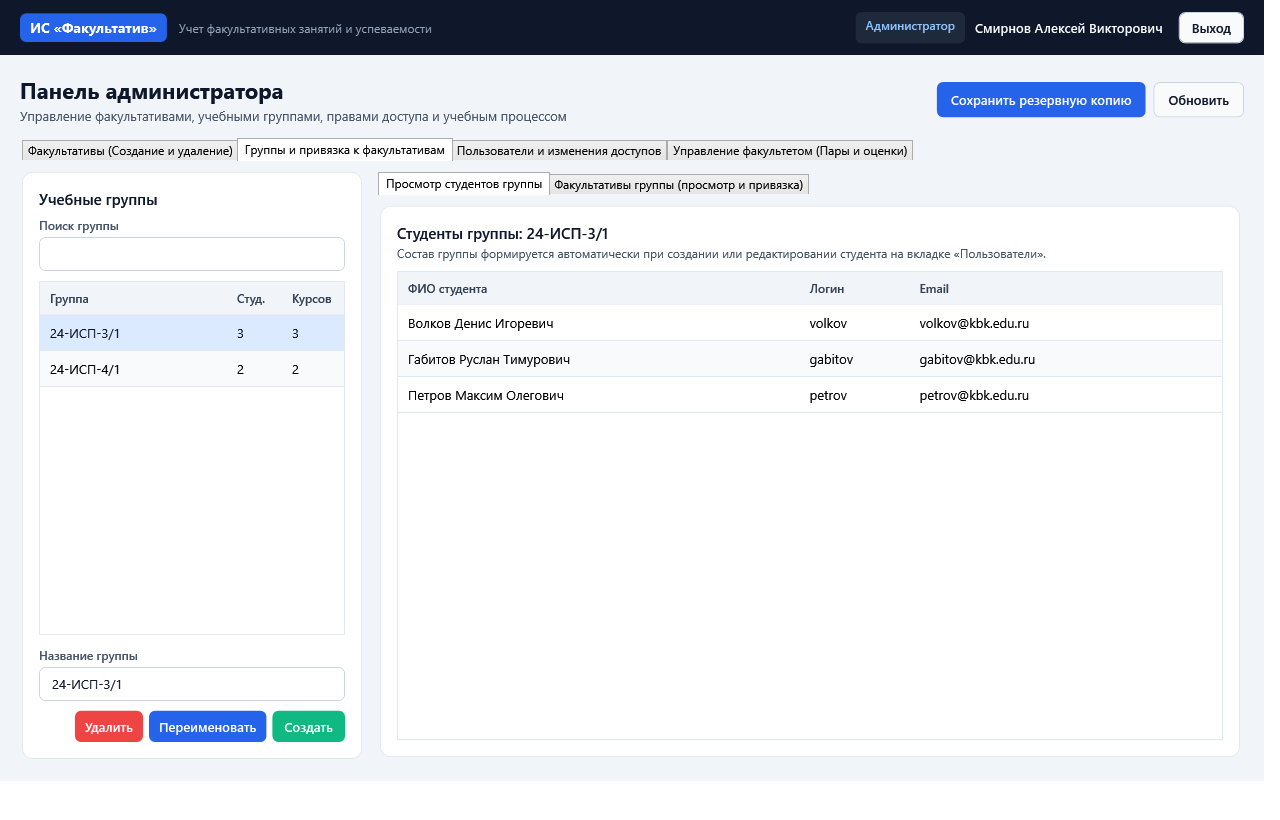 ИС «Факультатив» Учет факультативных занятий и успеваемости Администратор Смирнов Алексей Викторович Выход
Панель администратора
Управление факультативами, учебными группами, правами доступа и учебным процессом
Сохранить резервную копию Обновить
Факультативы (Создание и удаление) Группы и привязка к факультативам Пользователи и изменения доступов Управление факультетом (Пары и оценки)
Учебные группы
Поиск группы
Группа Студ. Курсов
24-ИСП-3/1 3 3
24-ИСП-4/1 2 2
Название группы
24-ИСП-3/1
Удалить Переименовать Создать
Просмотр студентов группы Факультативы группы (просмотр и привязка)
Студенты группы: 24-ИСП-3/1
Состав группы формируется автоматически при создании или редактировании студента на вкладке «Пользователи».
ФИО студента Логин Email
Волков Денис Игоревич volkov volkov@kbk.edu.ru
Габитов Руслан Тимурович gabitov gabitov@kbk.edu.ru
Петров Максим Олегович petrov petrov@kbk.edu.ru